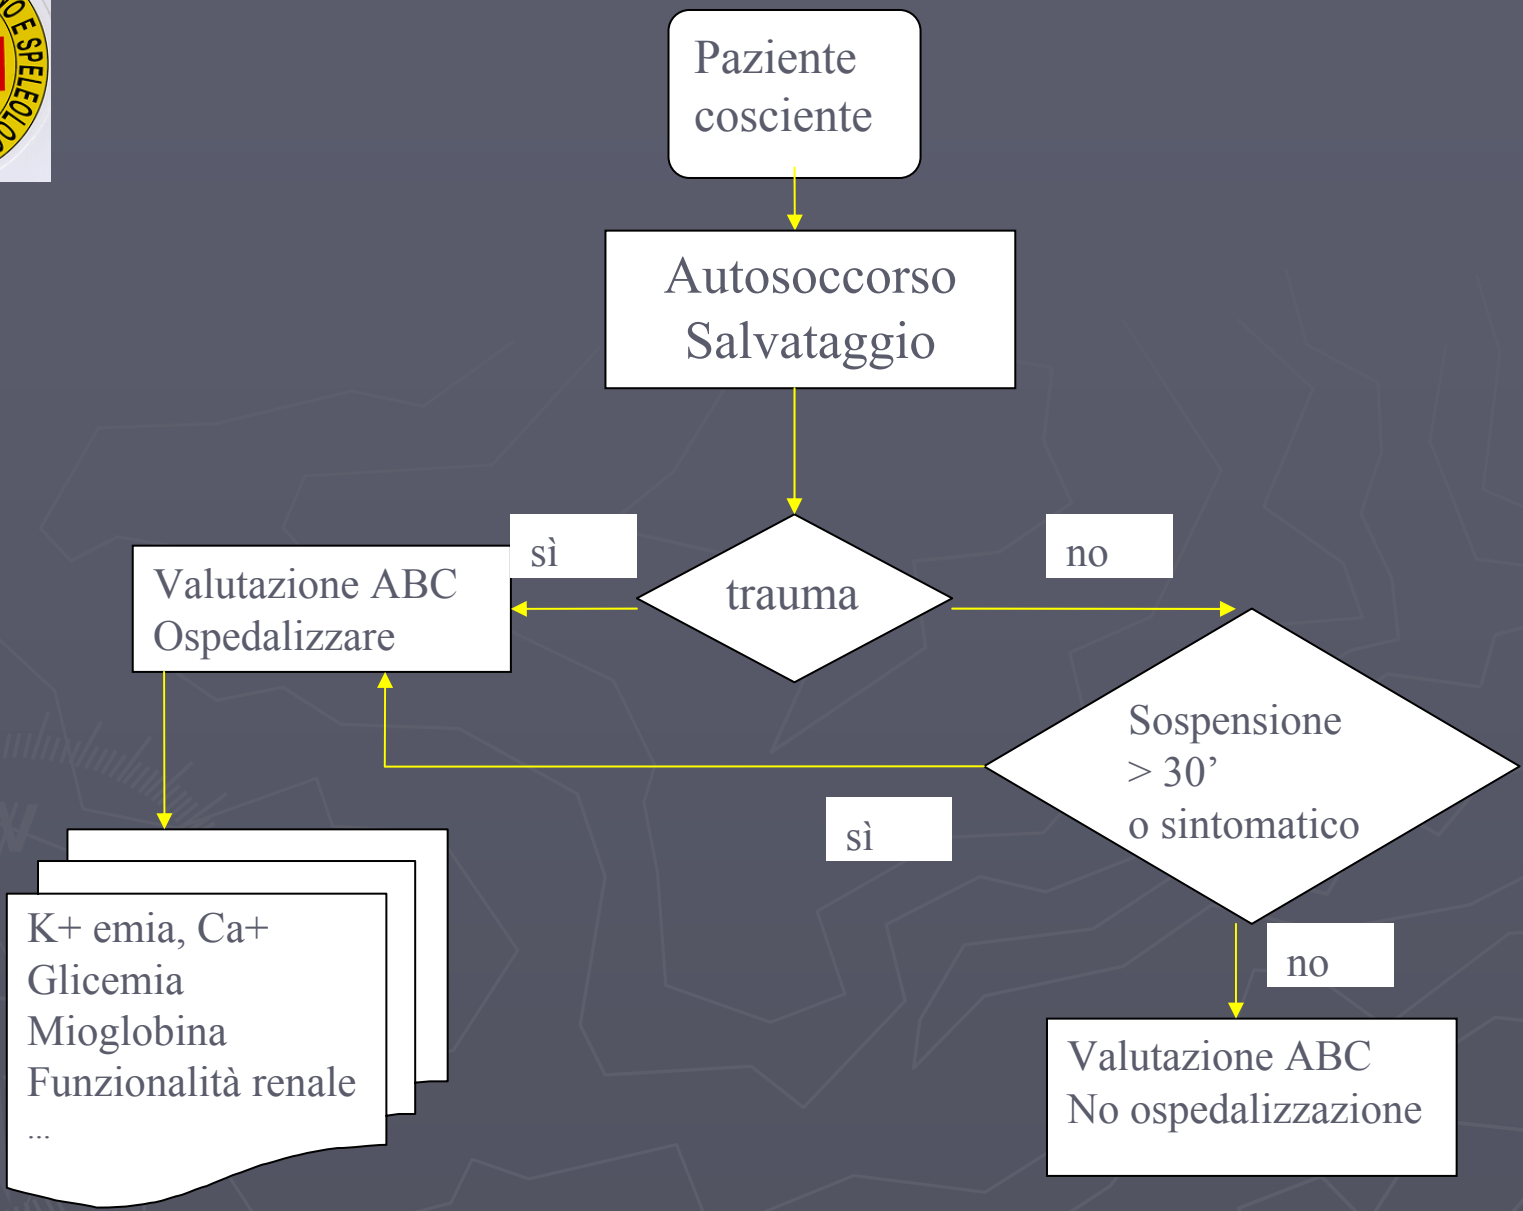 E SPELEOLO
Paziente
cosciente
Autosoccorso
Salvataggio
sì
no
trauma
Valutazione ABC
Ospedalizzare
Sospensione
> 30’
o sintomatico
sì
K+ emia, Ca+
Glicemia
Mioglobina
Funzionalità renale
...
no
Valutazione ABC
No ospedalizzazione